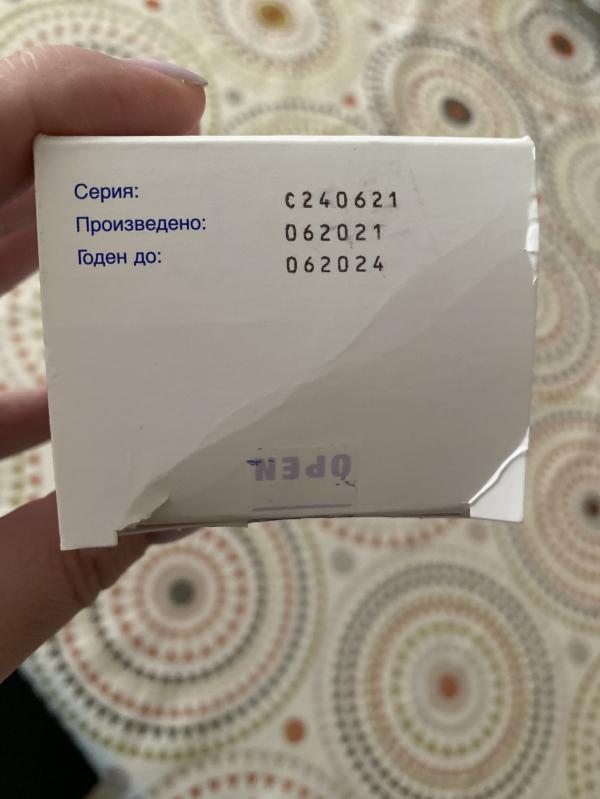 Серия: C240621
Произведено: 062021
Годен до: 062024
OPEN